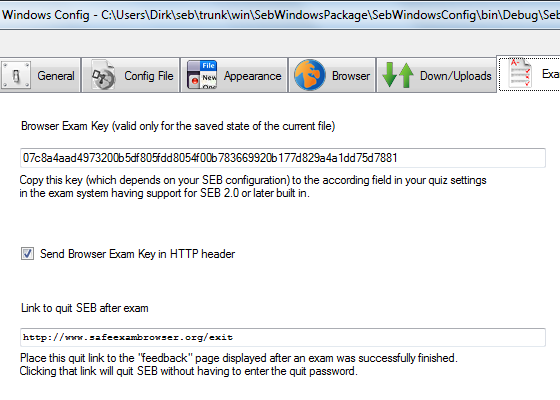 Windows Config - C:\Users\Dirk\seb\trunk\win\SebWindowsPackage\SebWindowsConfig\bin\Debug\Seb
General
Config File
File
New
Appearance
Browser
Down/Uploads
Exa
Browser Exam Key (valid only for the saved state of the current file)
07c8a4aad4973200b5df805fdd8054f00b783669920b177d829a4a1dd75d7881
Copy this key (which depends on your SEB configuration) to the according field in your quiz settings
in the exam system having support for SEB 2.0 or later built in.
Send Browser Exam Key in HTTP header
Link to quit SEB after exam
http://www.safeexambrowser.org/exit
Place this quit link to the "feedback" page displayed after an exam was successfully finished.
Clicking that link will quit SEB without having to enter the quit password.